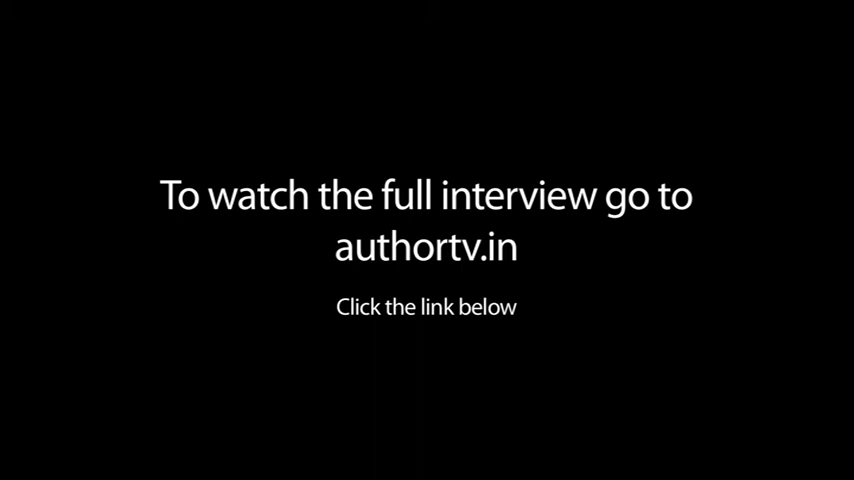 To watch the full interview go to
authortv.in
Click the link below